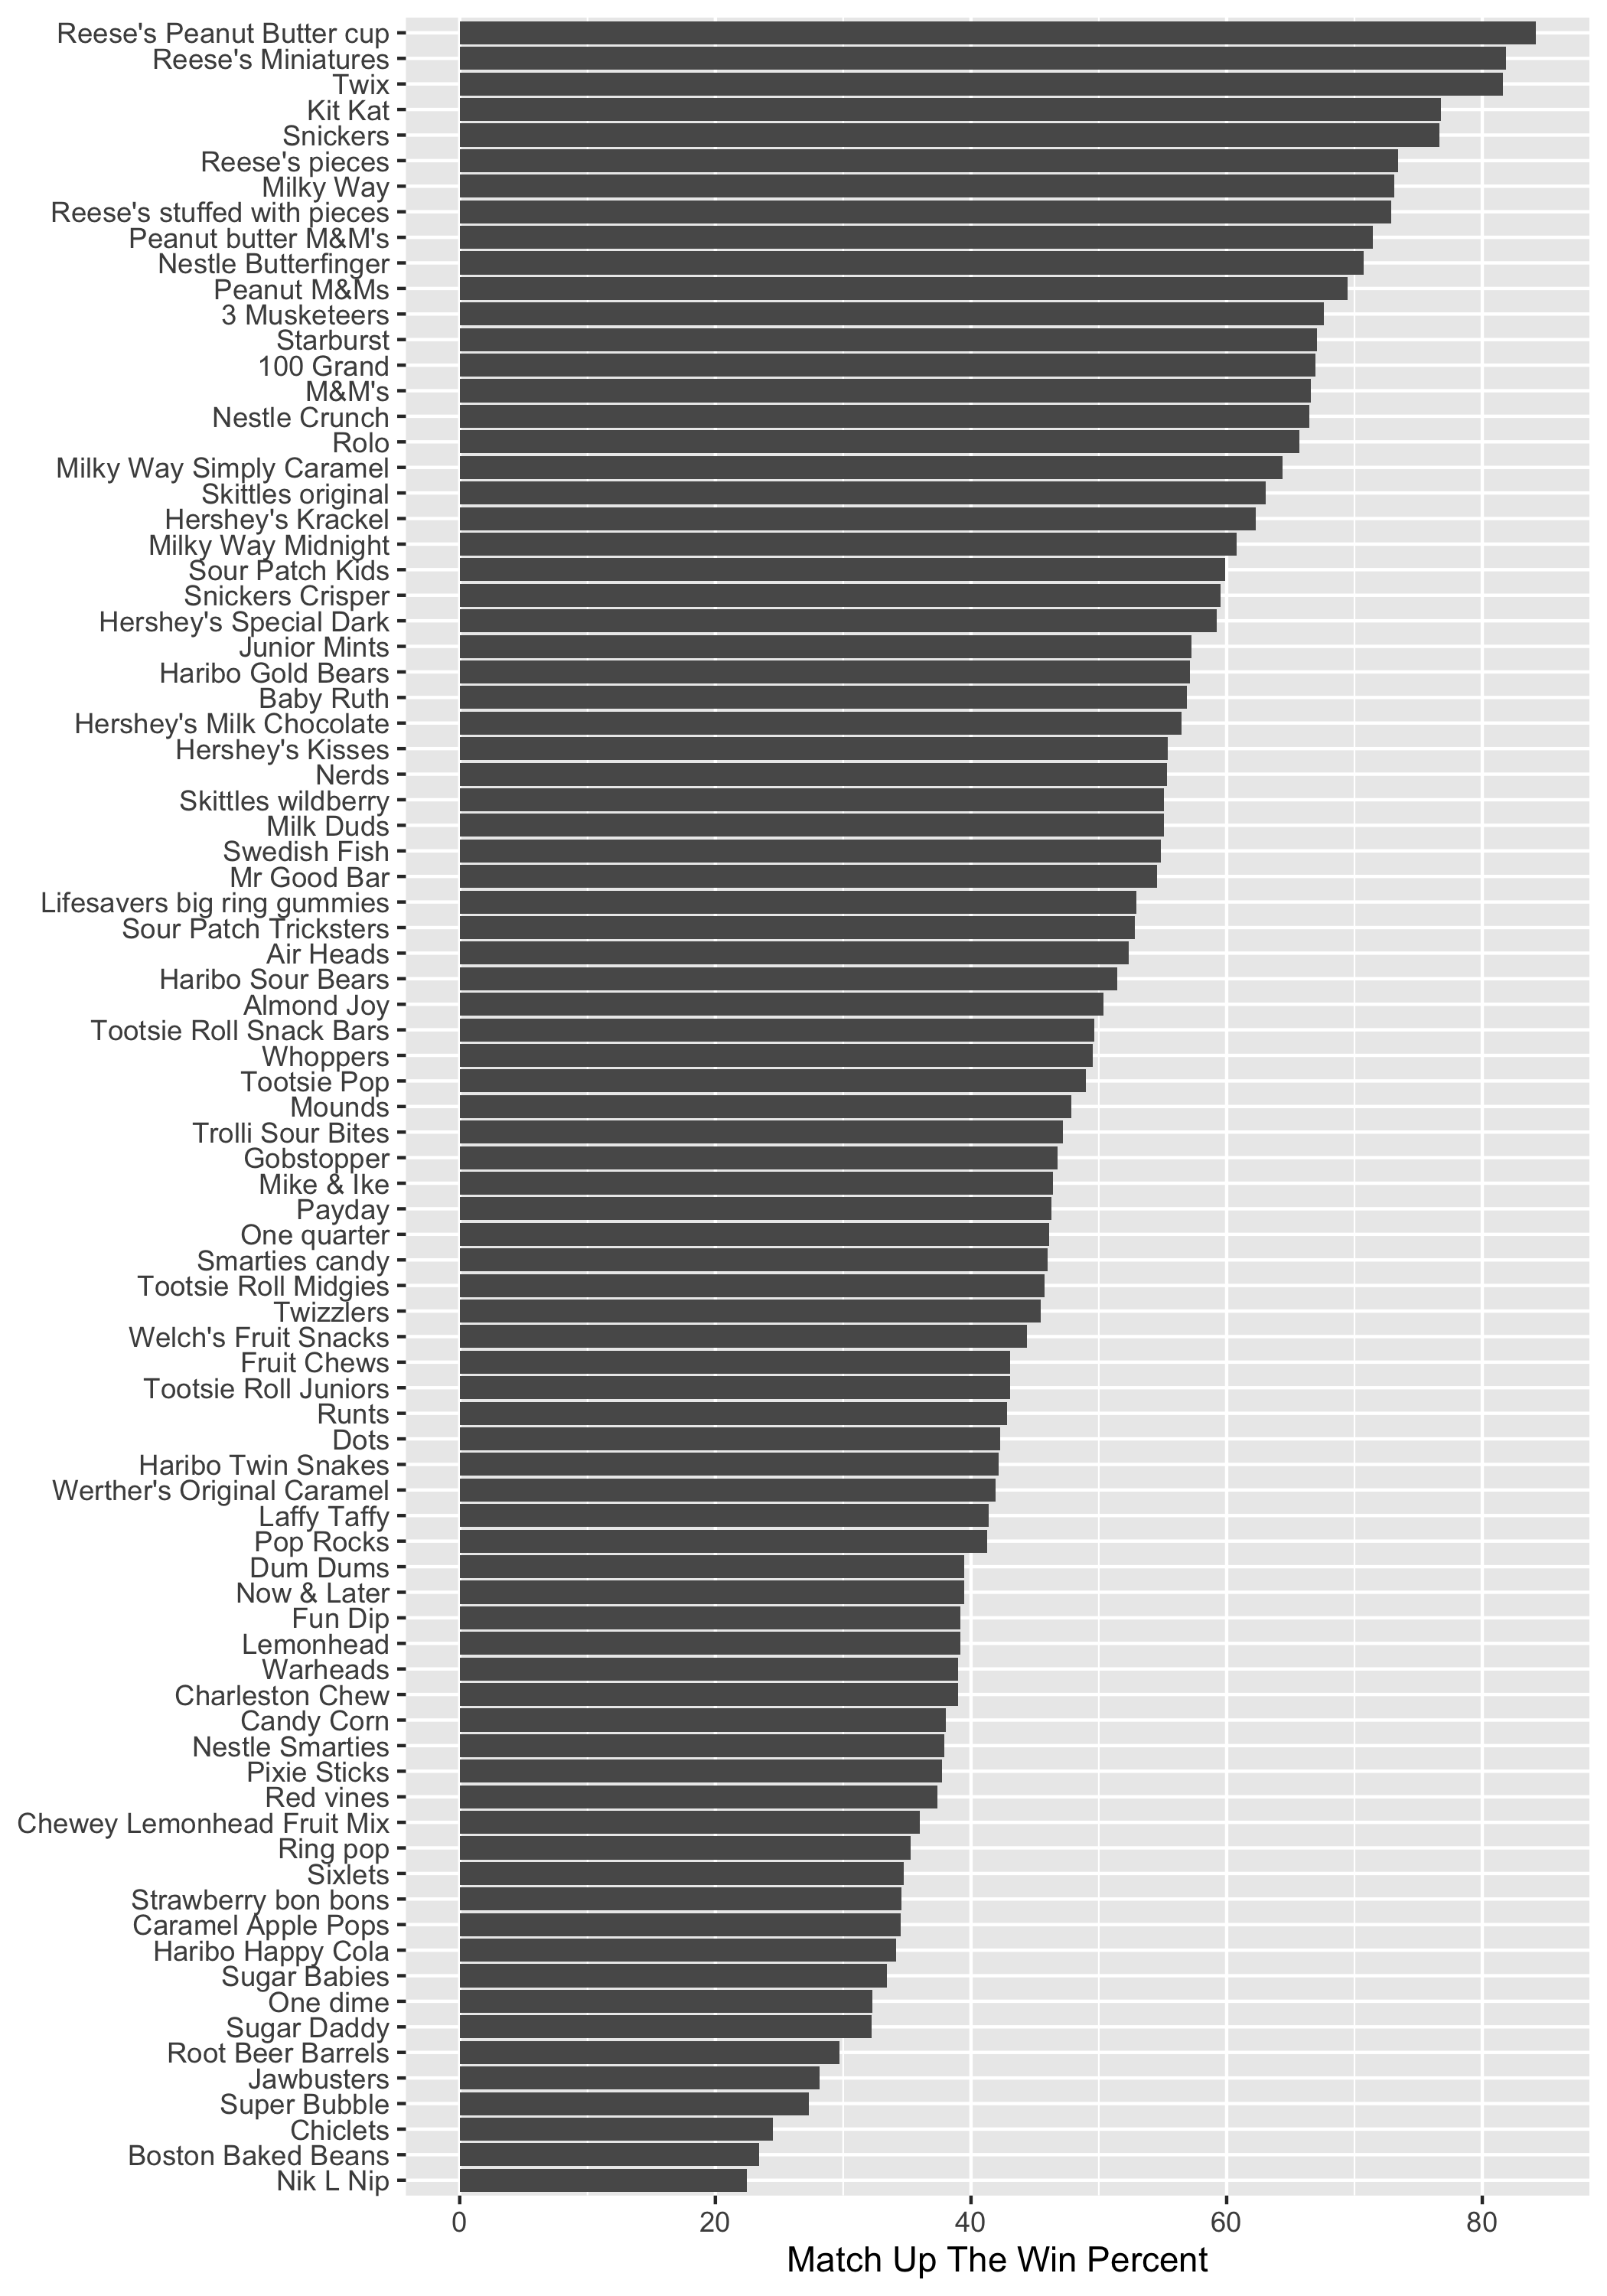 Reese's Peanut Butter cup
Reese's Miniatures
Twix
Kit Kat
Snickers
Reese's pieces
Milky Way
Reese's stuffed with pieces
Peanut butter M&M's
Nestle Butterfinger
Peanut M&Ms
3 Musketeers
Starburst
100 Grand
M&M's
Nestle Crunch
Rolo
Milky Way Simply Caramel
Skittles original
Hershey's Krackel
Milky Way Midnight
Sour Patch Kids
Snickers Crisper
Hershey's Special Dark
Junior Mints
Haribo Gold Bears
Baby Ruth
Hershey's Milk Chocolate
Hershey's Kisses
Nerds
Skittles wildberry
Milk Duds
Swedish Fish
Mr Good Bar
Lifesavers big ring gummies
Sour Patch Tricksters
Air Heads
Haribo Sour Bears
Almond Joy
Tootsie Roll Snack Bars
Whoppers
Tootsie Pop
Mounds
Trolli Sour Bites
Gobstopper
Mike & Ike
Payday
One quarter
Smarties candy
Tootsie Roll Midgies
Twizzlers
Welch's Fruit Snacks
Fruit Chews
Tootsie Roll Juniors
Runts
Dots
Haribo Twin Snakes
Werther's Original Caramel
Laffy Taffy
Pop Rocks
Dum Dums
Now & Later
Fun Dip
Lemonhead
Warheads
Charleston Chew
Candy Corn
Nestle Smarties
Pixie Sticks
Red vines
Chewey Lemonhead Fruit Mix
Ring pop
Sixlets
Strawberry bon bons
Caramel Apple Pops
Haribo Happy Cola
Sugar Babies
One dime
Sugar Daddy
Root Beer Barrels
Jawbusters
Super Bubble
Chiclets
Boston Baked Beans
Nik L Nip
0 20 40 60 80
Match Up The Win Percent